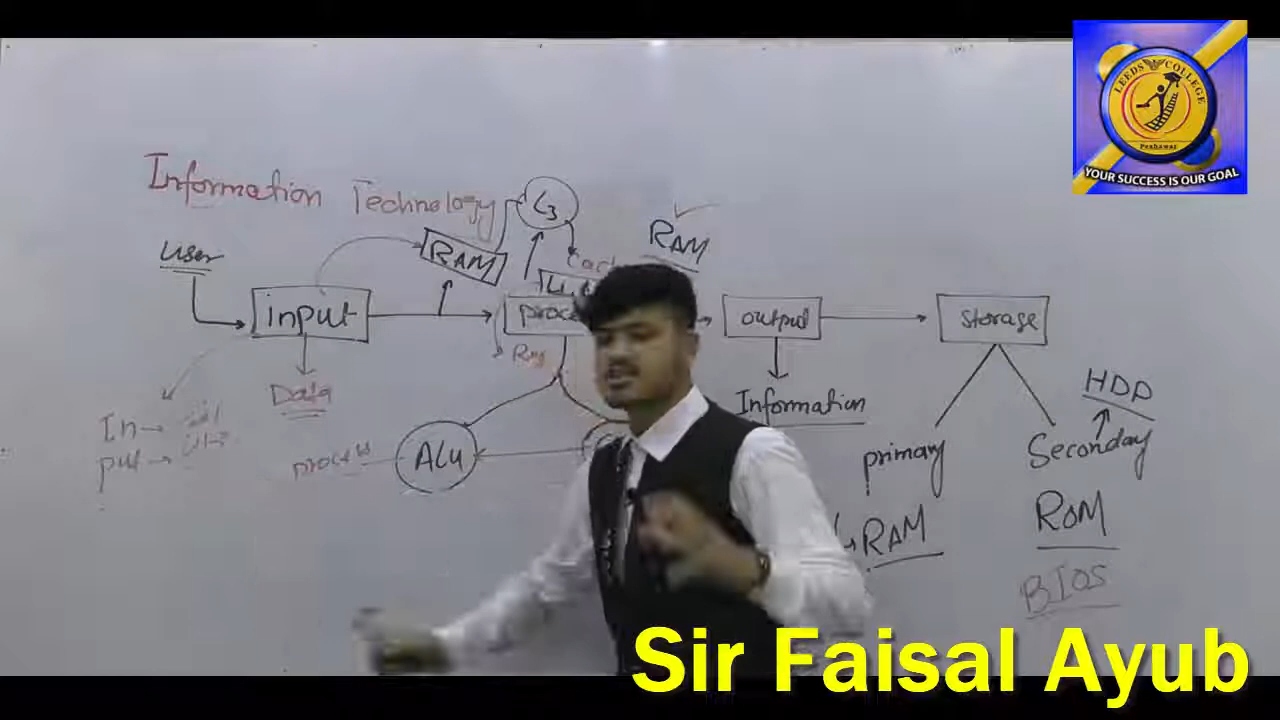 LEEDS COLLEGE
Peshawar
YOUR SUCCESS IS OUR GOAL
Information Technology
L3
RAM
RAM
user
input
output
storage
Data
Information
HDD
In→
put→
process
ALU
primary
Seconday
RAM
ROM
BIOS
Sir Faisal Ayub